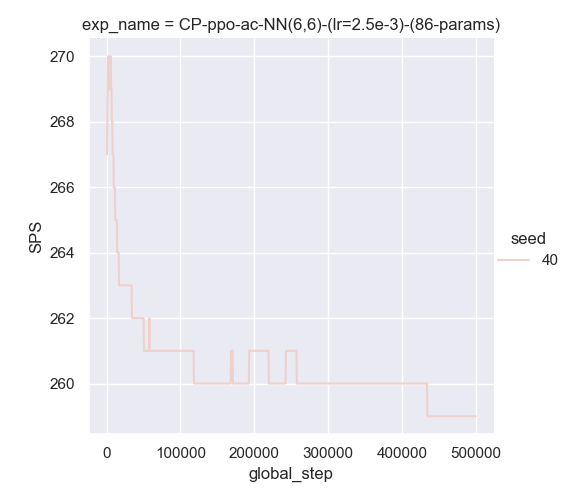 exp_name = CP-ppo-ac-NN(6,6)-(lr=2.5e-3)-(86-params)
270
268
266
264
262
260
SPS
seed
40
0 100000 200000 300000 400000 500000
global_step